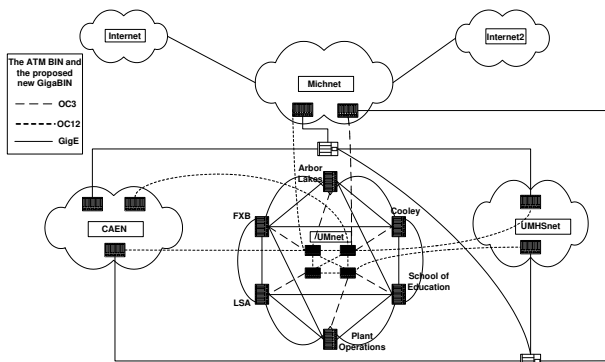 Internet
Internet2
Michnet
The ATM BIN and
the proposed
new GigaBIN
OC3
OC12
GigE
Arbor
Lakes
FXB
Cooley
CAEN
UMnet
UMHSnet
LSA
School of
Education
Plant
Operations